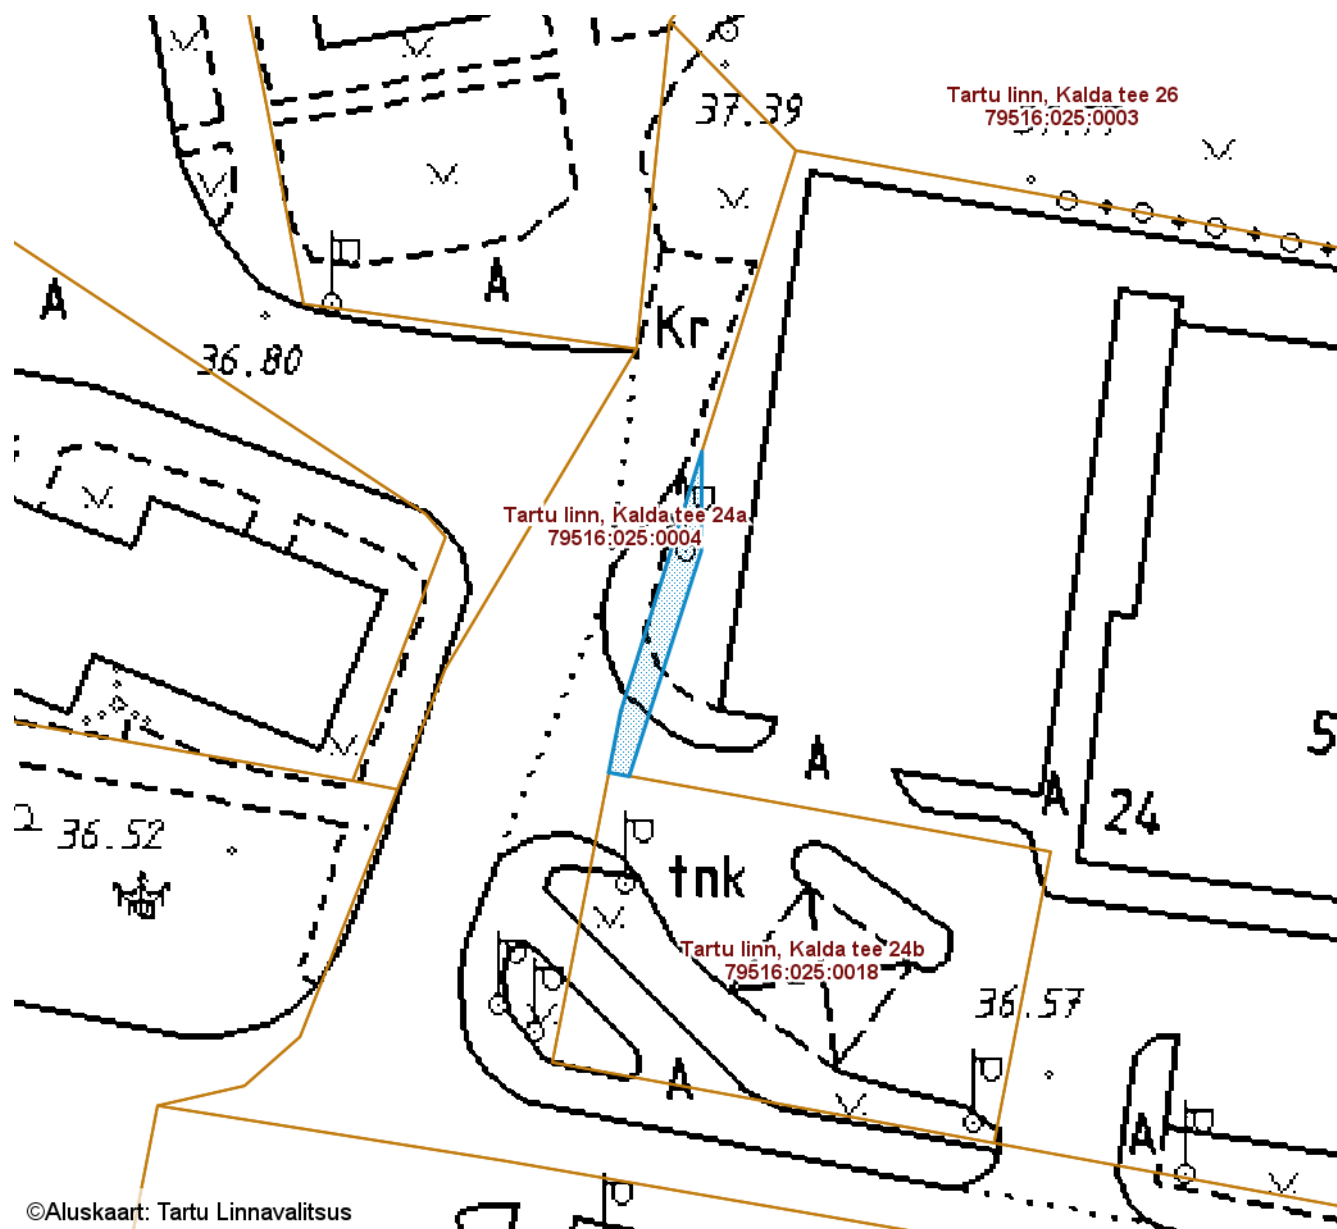 37.39
Tartu linn, Kalda tee 26
79516:025:0003
A
A
Kr
36.80
Tartu linn, Kalda tee 24a
79516:025:0004
5
A
A
24
36.52
tnk
Tartu linn, Kalda tee 24b
79516:025:0018
36.57
A
A
©Aluskaart: Tartu Linnavalitsus